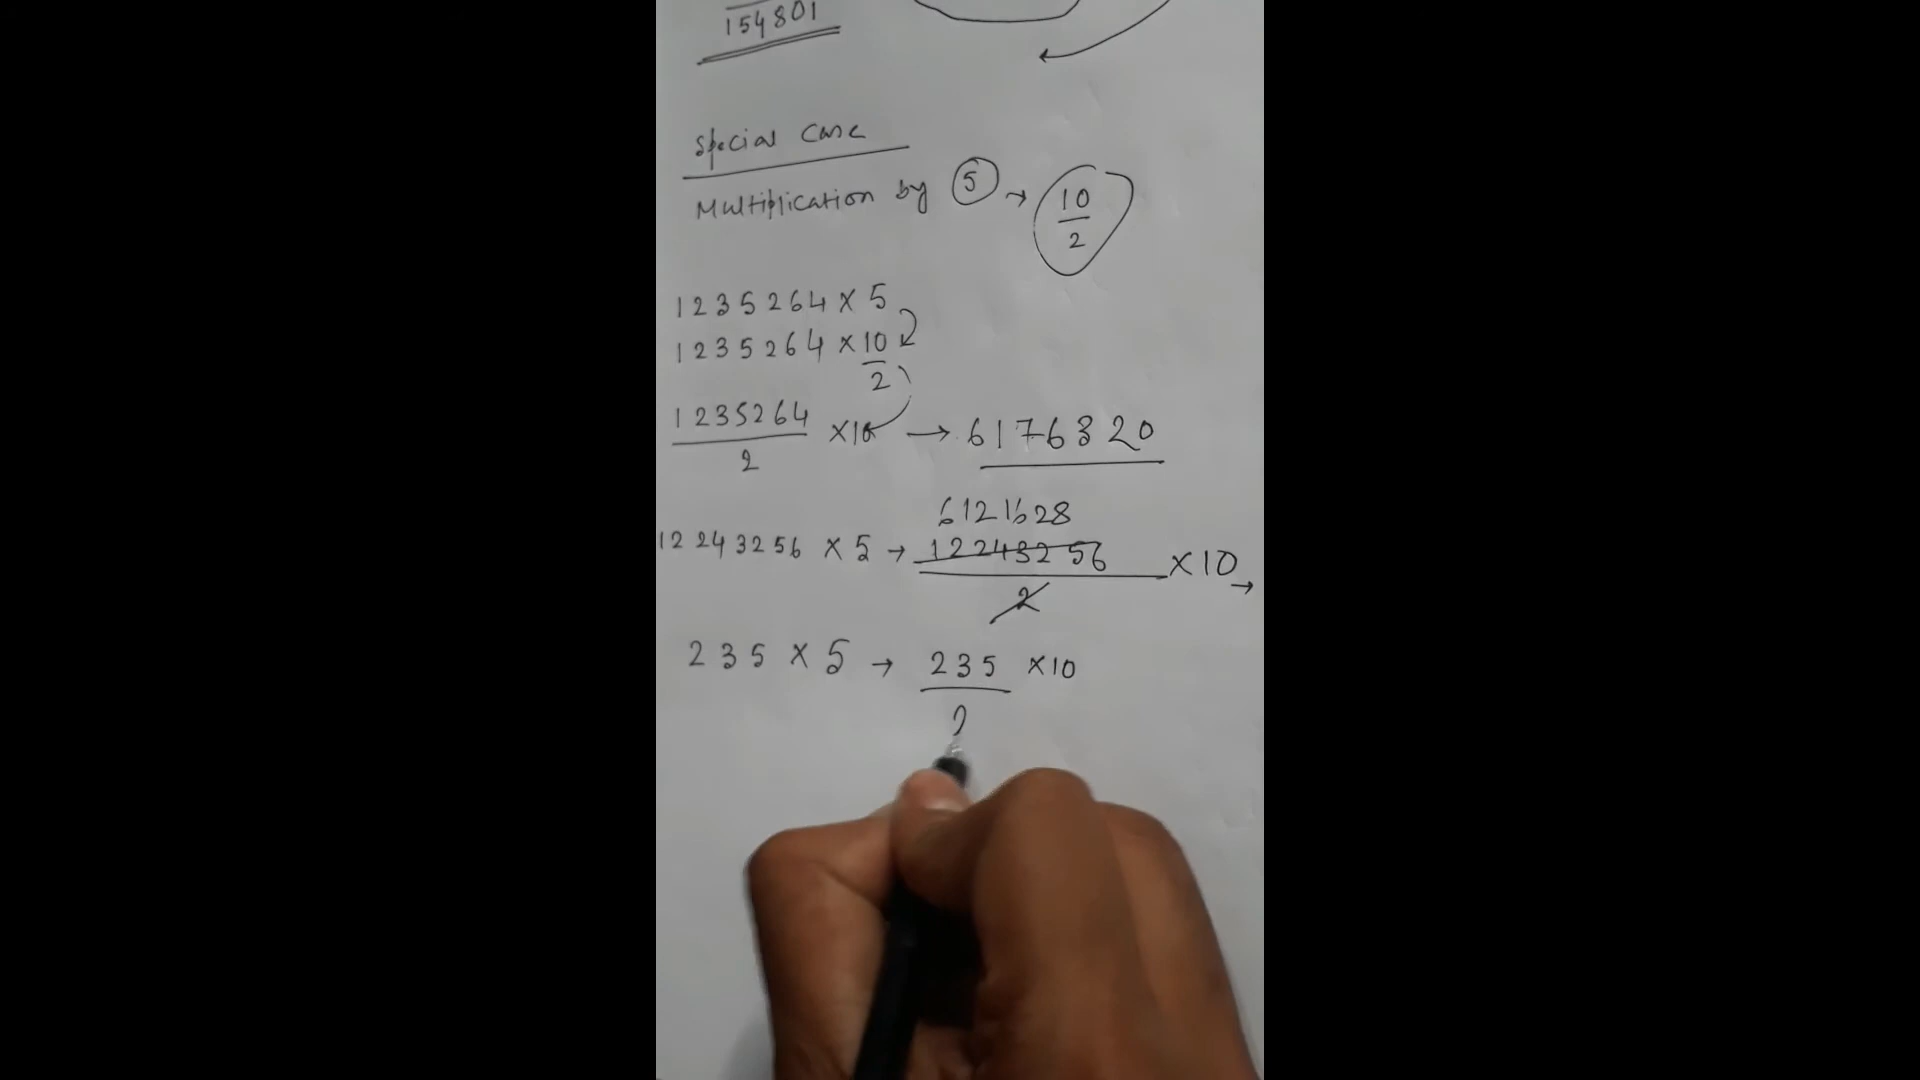 154801
Special Case
Multiplication by 5 → 10/2
1235264 × 5
1235264 × 10/2
1235264/2 ×10 → 6176320
6121628
12243256 × 5 → 12243256/2 ×10 →
235 × 5 → 235/2 ×10